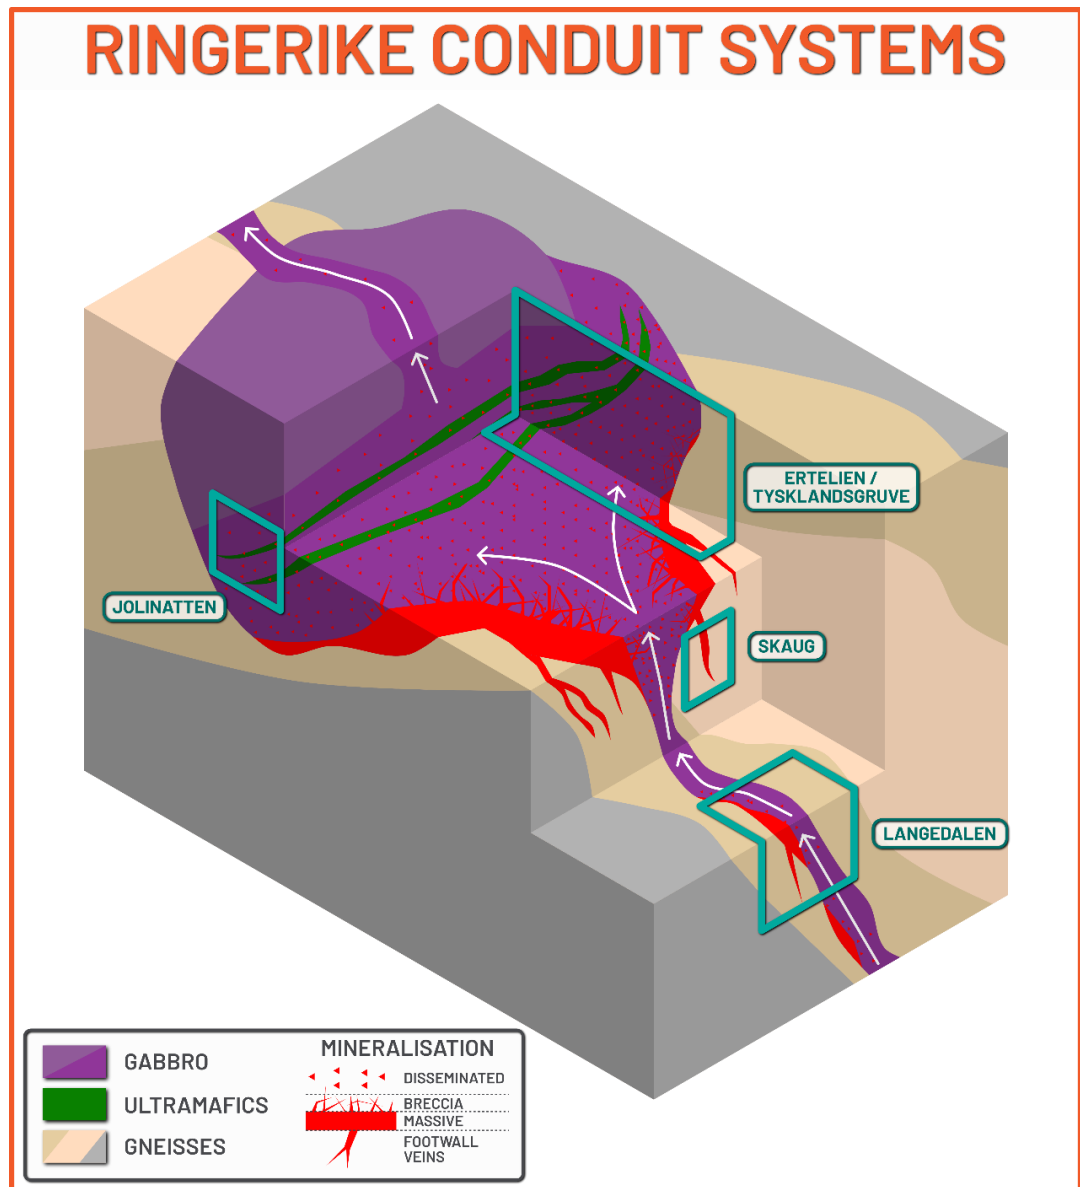 RINGERIKE CONDUIT SYSTEMS
ERTELIEN /
TYSKLANDSGRUVE
JOLINATTEN
SKAUG
LANGEDALEN
GABBRO
ULTRAMAFICS
GNEISSES
MINERALISATION
DISSEMINATED
BRECCIA
MASSIVE
FOOTWALL
VEINS